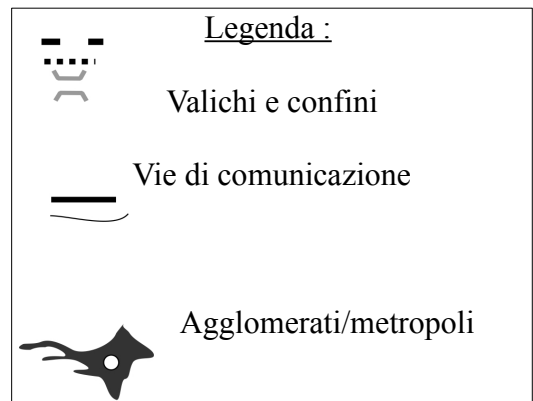 Legenda :
Valichi e confini
Vie di comunicazione
Agglomerati/metropoli